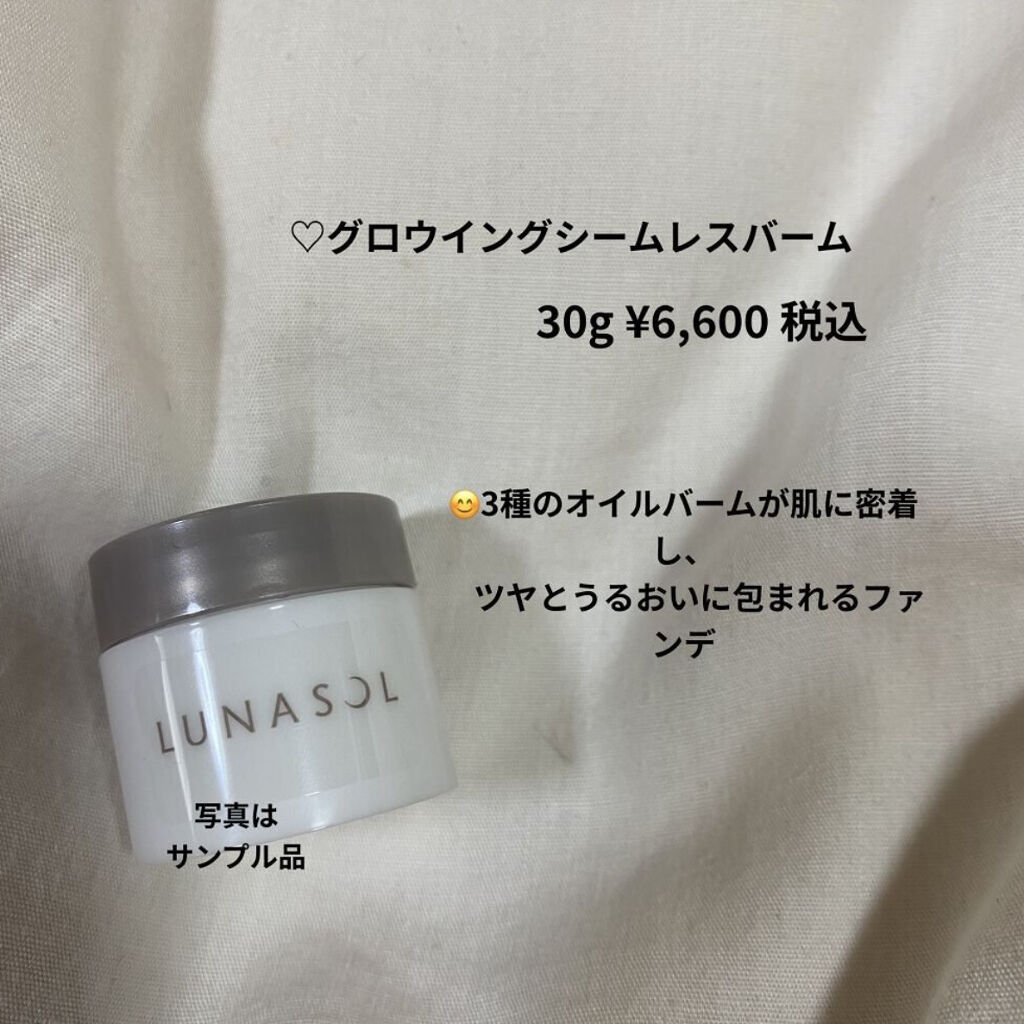 ♡グロウイングシームレスバーム
30g ¥6,600 税込
😊3種のオイルバームが肌に密着
し、
ツヤとうるおいに包まれるファ
ンデ
LUNASOL
写真は
サンプル品